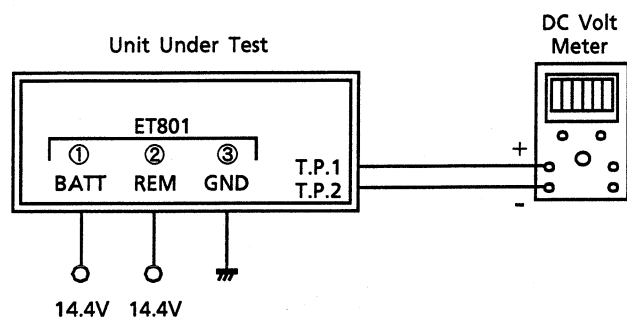 DC Volt
Meter
Unit Under Test
ET801
① ② ③
BATT REM GND
T.P.1
T.P.2
+
-
14.4V 14.4V